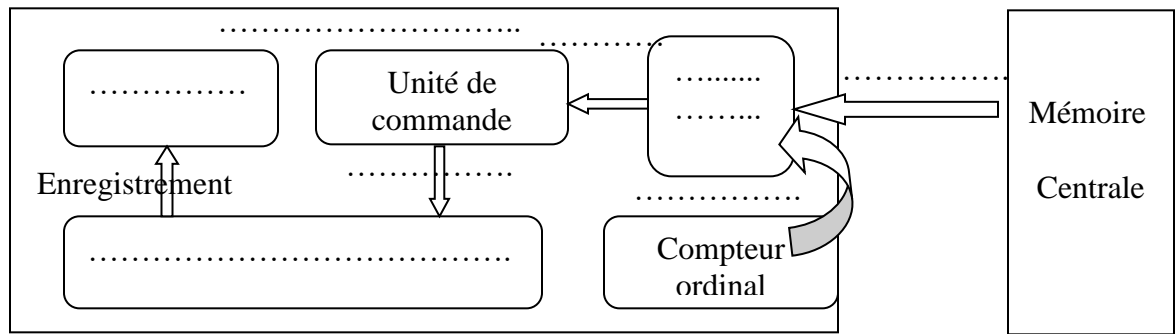 ………………………..
…………
……………
Unité de
commande
….......
……...
……………
Mémoire
Centrale
Enregistrement
……………
…………….
…………………………………….
Compteur
ordinal